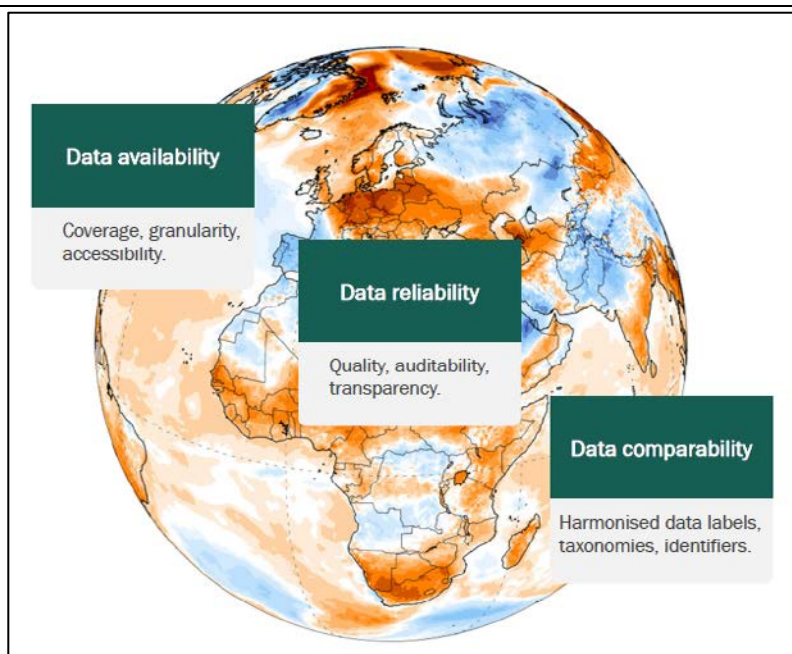 Data availability
Coverage, granularity,
accessibility.
Data reliability
Quality, auditability,
transparency.
Data comparability
Harmonised data labels,
taxonomies, identifiers.